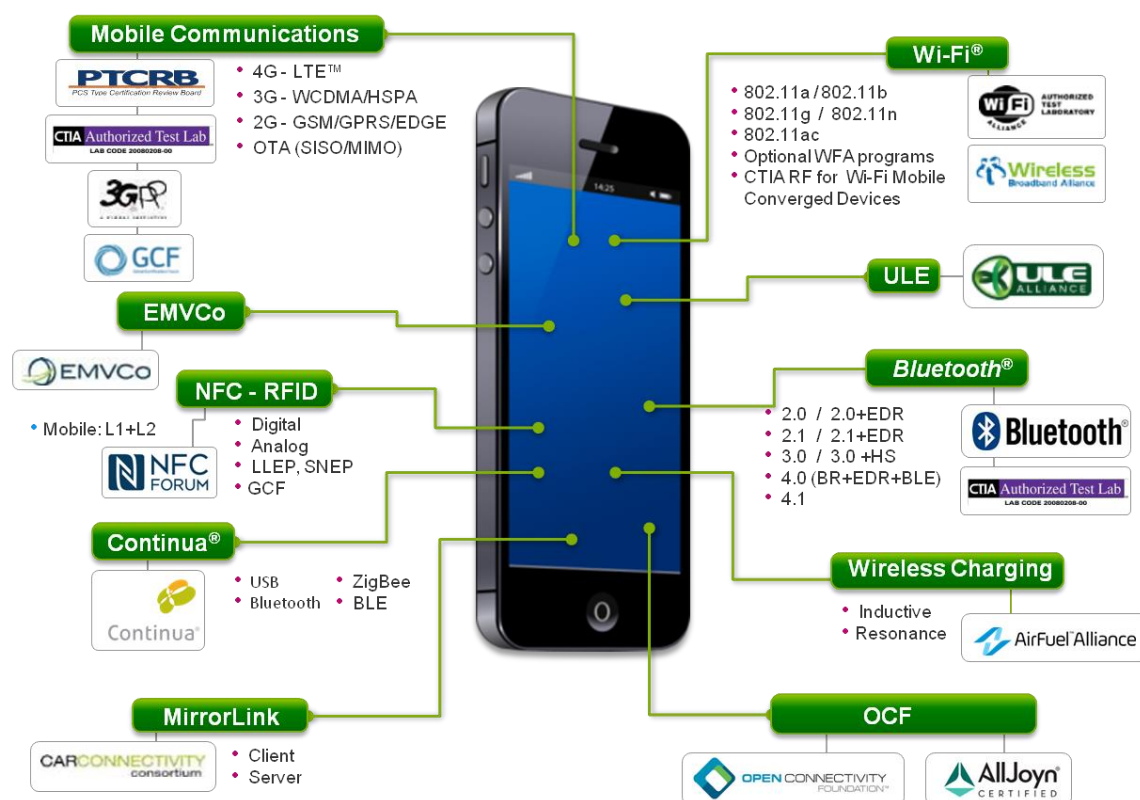 Mobile Communications
PTCRB
PCS Type Certification Review Board
CTIA Authorized Test Lab
LAB CODE 20080208-00
3GPP
A GLOBAL INITIATIVE
GCF
• 4G - LTE™
• 3G - WCDMA/HSPA
• 2G - GSM/GPRS/EDGE
• OTA (SISO/MIMO)
EMVCo
EMVCo
• Mobile: L1+L2
NFC - RFID
NFC
FORUM
• Digital
• Analog
• LLEP, SNEP
• GCF
Continua®
Continua®
• USB
• Bluetooth
• ZigBee
• BLE
MirrorLink
CARCONNECTIVITY
consortium
• Client
• Server
14:25
Wi-Fi®
• 802.11a / 802.11b
• 802.11g / 802.11n
• 802.11ac
• Optional WFA programs
• CTIA RF for Wi-Fi Mobile
Converged Devices
Wi Fi
ALLIANCE
AUTHORIZED
TEST
LABORATORY
Wireless
Broadband Alliance
ULE
ULE
ALLIANCE
Bluetooth®
• 2.0 / 2.0+EDR
• 2.1 / 2.1+EDR
• 3.0 / 3.0 +HS
• 4.0 (BR+EDR+BLE)
• 4.1
Bluetooth®
CTIA Authorized Test Lab
LAB CODE 20080208-00
Wireless Charging
• Inductive
• Resonance
AirFuel™Alliance
OCF
OPEN CONNECTIVITY
FOUNDATION™
AllJoyn®
CERTIFIED